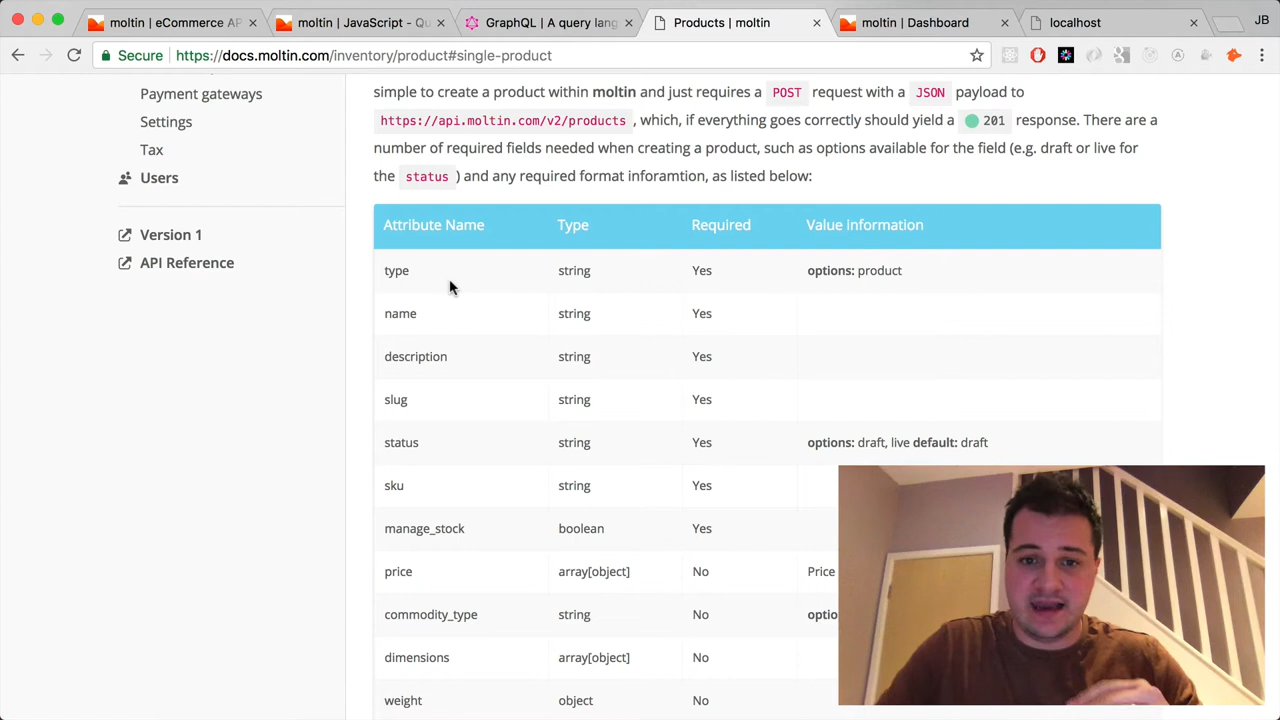 moltin | eCommerce AP
moltin | JavaScript - Qu
GraphQL | A query lang
Products | moltin
moltin | Dashboard
localhost
JB
Secure
https://docs.moltin.com/inventory/product#single-product
Payment gateways
Settings
Tax
Users
Version 1
API Reference
simple to create a product within moltin and just requires a POST request with a JSON payload to
https://api.moltin.com/v2/products , which, if everything goes correctly should yield a 201 response. There are a
number of required fields needed when creating a product, such as options available for the field (e.g. draft or live for
the status ) and any required format inforamtion, as listed below:
Attribute Name Type Required Value information
type string Yes options: product
name string Yes
description string Yes
slug string Yes
status string Yes options: draft, live default: draft
sku string Yes
manage_stock boolean Yes
price array[object] No Price
commodity_type string No optio
dimensions array[object] No
weight object No